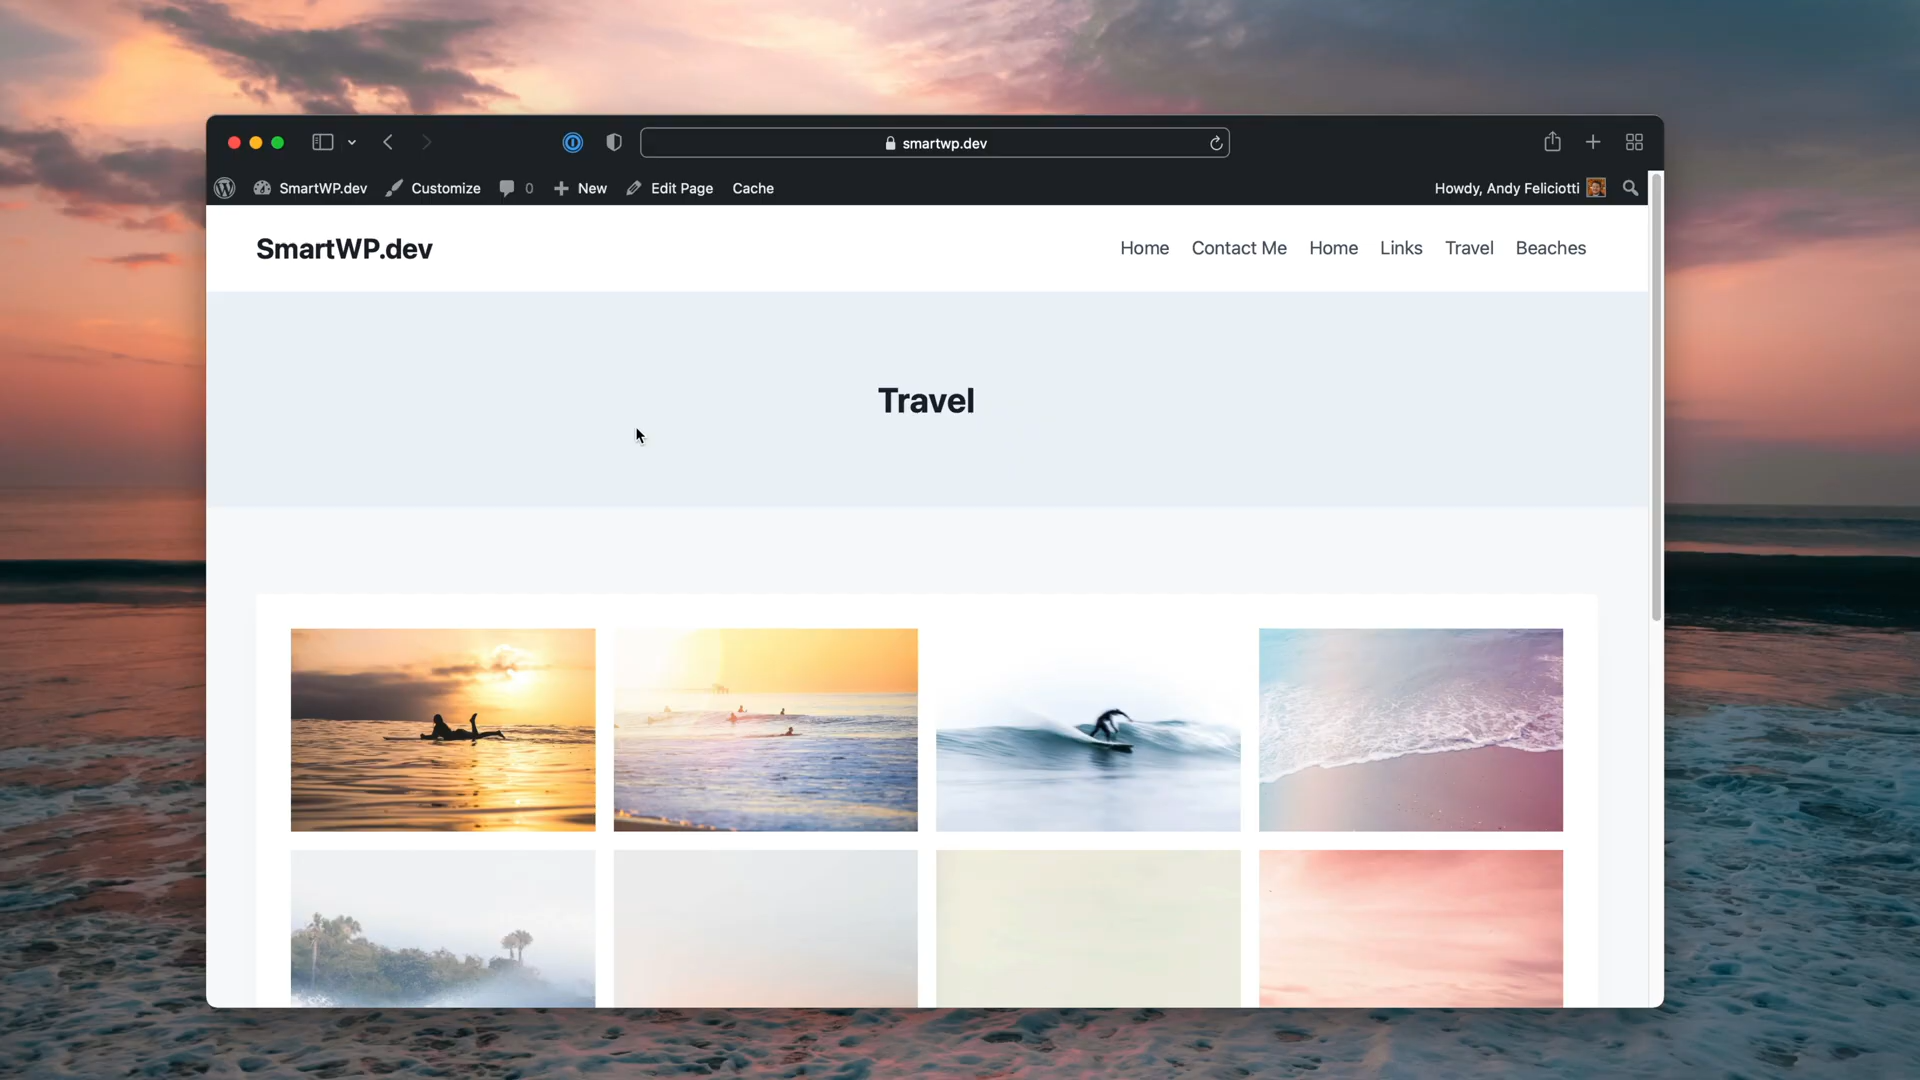 smartwp.dev
SmartWP.dev Customize 0 New Edit Page Cache Howdy, Andy Feliciotti
SmartWP.dev Home Contact Me Home Links Travel Beaches
Travel